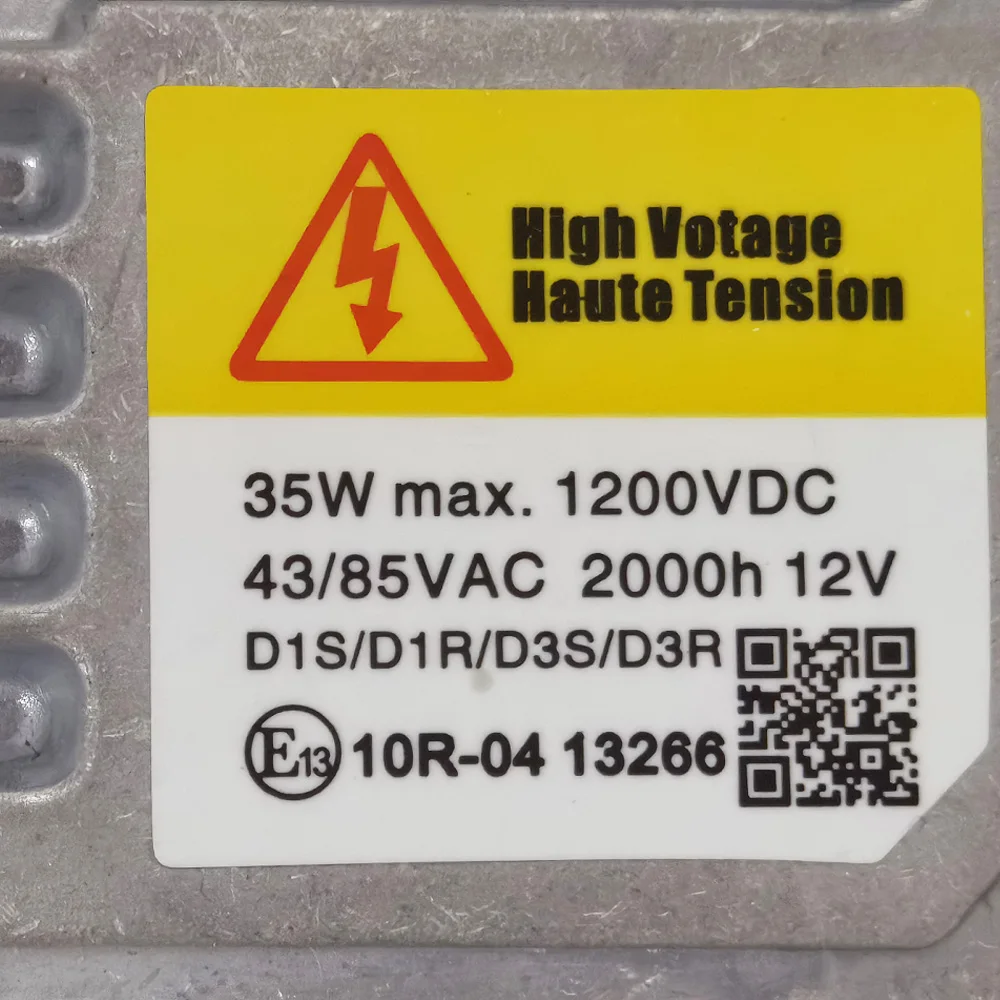 High Votage
Haute Tension
35W max. 1200VDC
43/85VAC 2000h 12V
D1S/D1R/D3S/D3R
E13 10R-04 13266